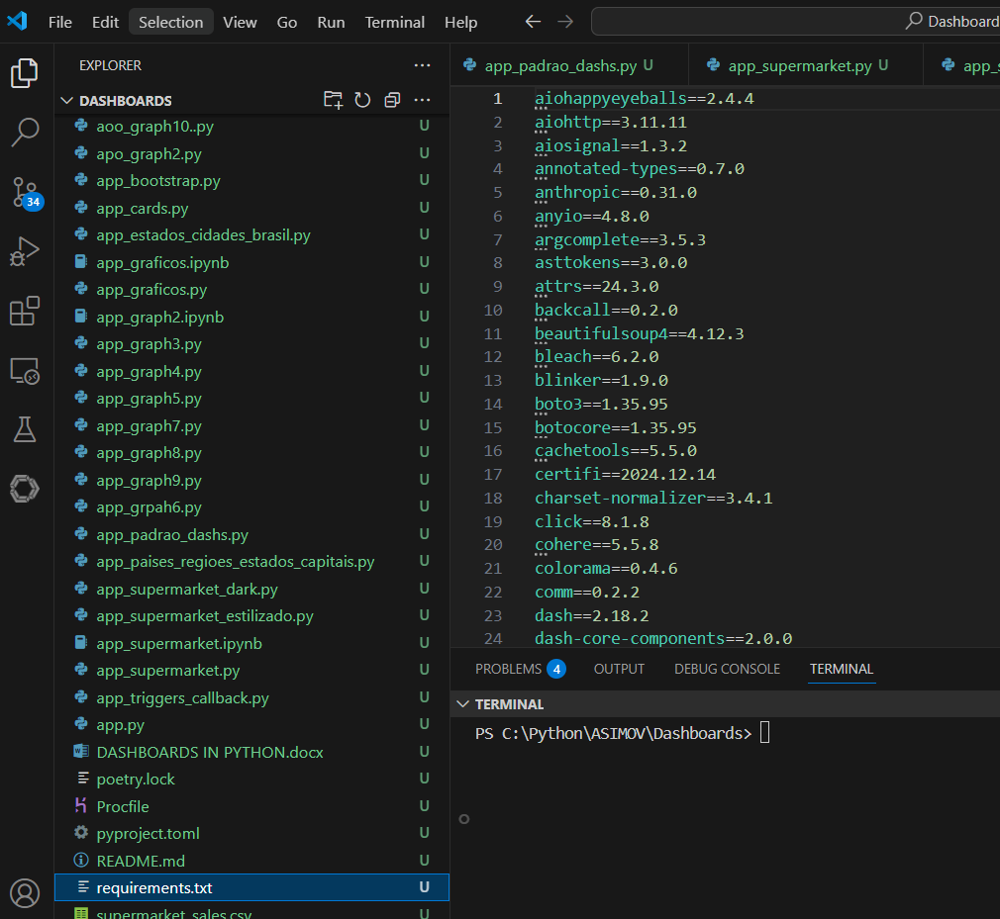 File Edit Selection View Go Run Terminal Help
Dashboard
EXPLORER
DASHBOARDS
aoo_graph10..py U
apo_graph2.py U
app_bootstrap.py U
app_cards.py U
app_estados_cidades_brasil.py U
app_graficos.ipynb U
app_graficos.py U
app_graph2.ipynb U
app_graph3.py U
app_graph4.py U
app_graph5.py U
app_graph7.py U
app_graph8.py U
app_graph9.py U
app_grpah6.py U
app_padrao_dashs.py U
app_paises_regioes_estados_capitais.py U
app_supermarket_dark.py U
app_supermarket_estilizado.py U
app_supermarket.ipynb U
app_supermarket.py U
app_triggers_callback.py U
app.py U
DASHBOARDS IN PYTHON.docx U
poetry.lock U
Procfile U
pyproject.toml U
README.md U
requirements.txt U
supermarket_sales.csv U
34
app_padrao_dashs.py U
app_supermarket.py U
app_s
1 aiohappyeyeballs==2.4.4
2 aiohttp==3.11.11
3 aiosignal==1.3.2
4 annotated-types==0.7.0
5 anthropic==0.31.0
6 anyio==4.8.0
7 argcomplete==3.5.3
8 asttokens==3.0.0
9 attrs==24.3.0
10 backcall==0.2.0
11 beautifulsoup4==4.12.3
12 bleach==6.2.0
13 blinker==1.9.0
14 boto3==1.35.95
15 botocore==1.35.95
16 cachetools==5.5.0
17 certifi==2024.12.14
18 charset-normalizer==3.4.1
19 click==8.1.8
20 cohere==5.5.8
21 colorama==0.4.6
22 comm==0.2.2
23 dash==2.18.2
24 dash-core-components==2.0.0
PROBLEMS 4 OUTPUT DEBUG CONSOLE TERMINAL
TERMINAL
PS C:\Python\ASIMOV\Dashboards>